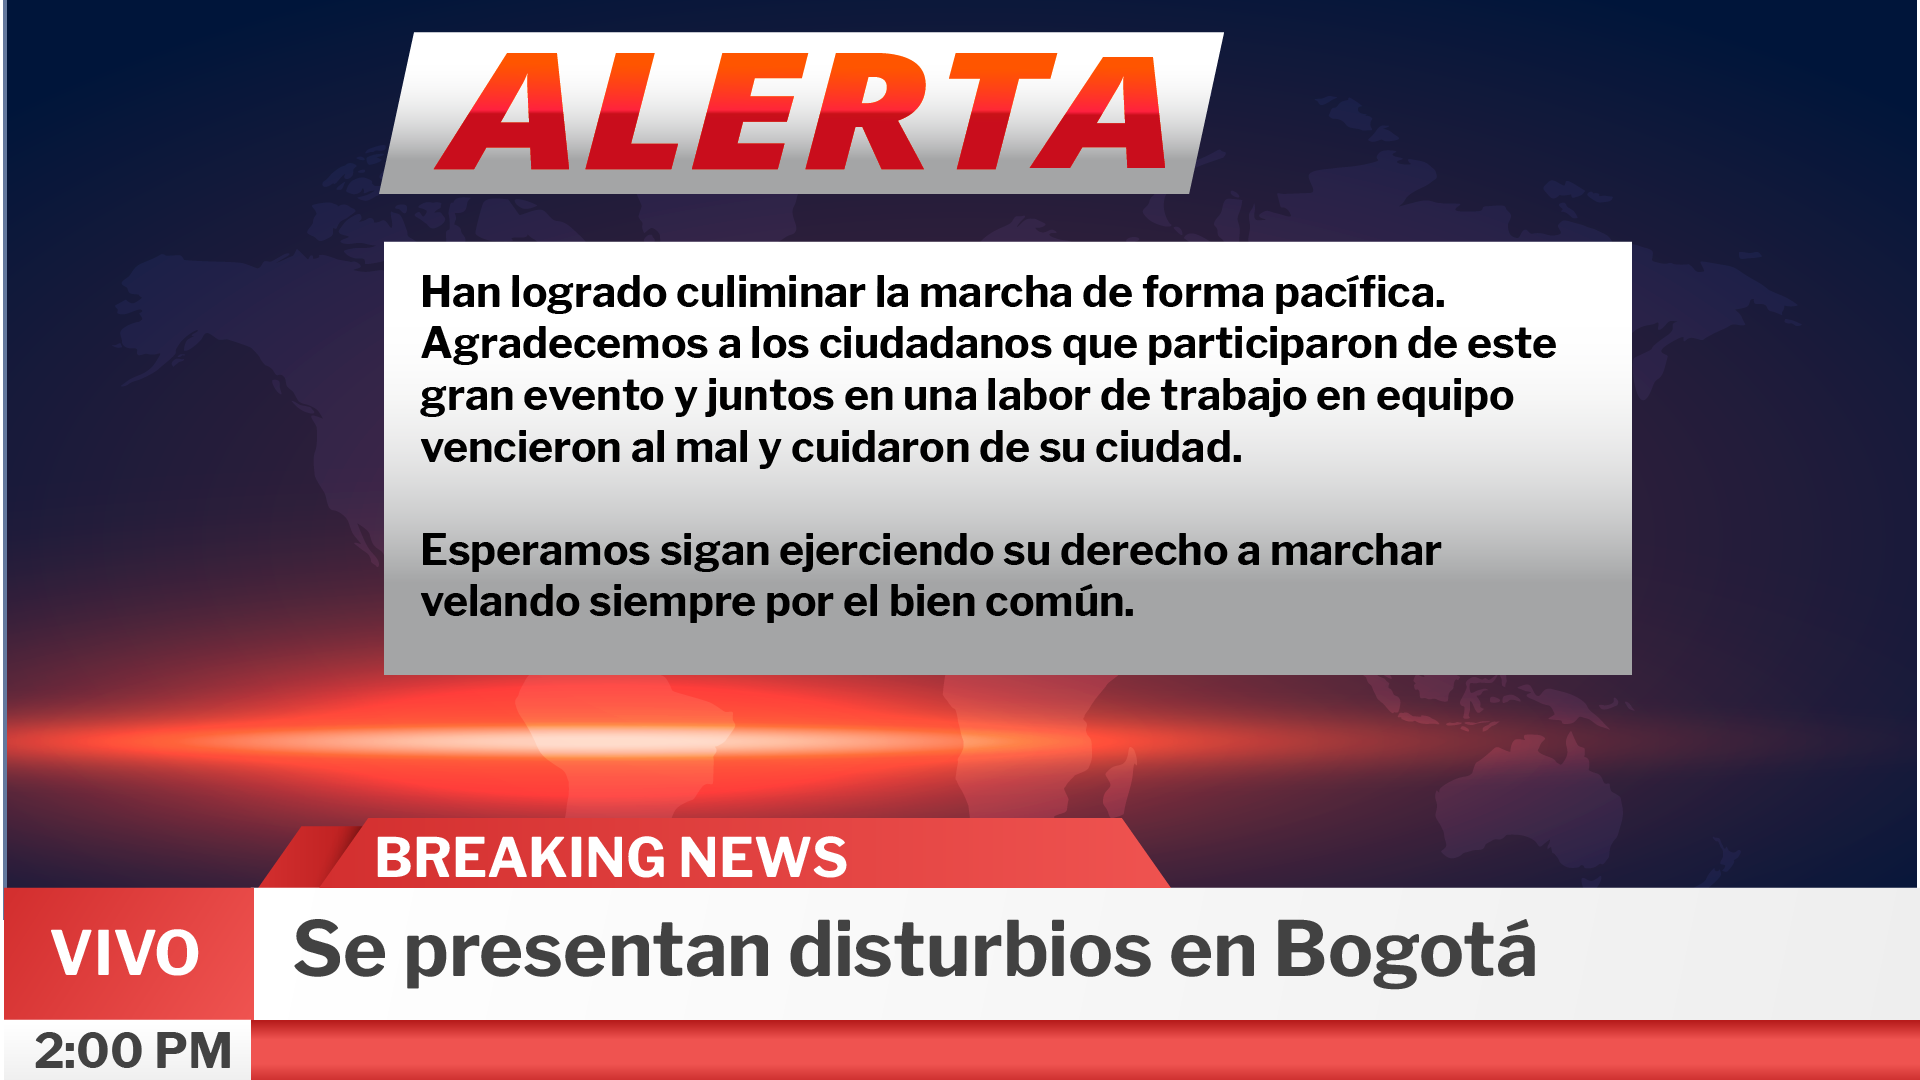 ALERTA
Han logrado culiminar la marcha de forma pacífica.
Agradecemos a los ciudadanos que participaron de este
gran evento y juntos en una labor de trabajo en equipo
vencieron al mal y cuidaron de su ciudad.
Esperamos sigan ejerciendo su derecho a marchar
velando siempre por el bien común.
BREAKING NEWS
VIVO
Se presentan disturbios en Bogotá
2:00 PM